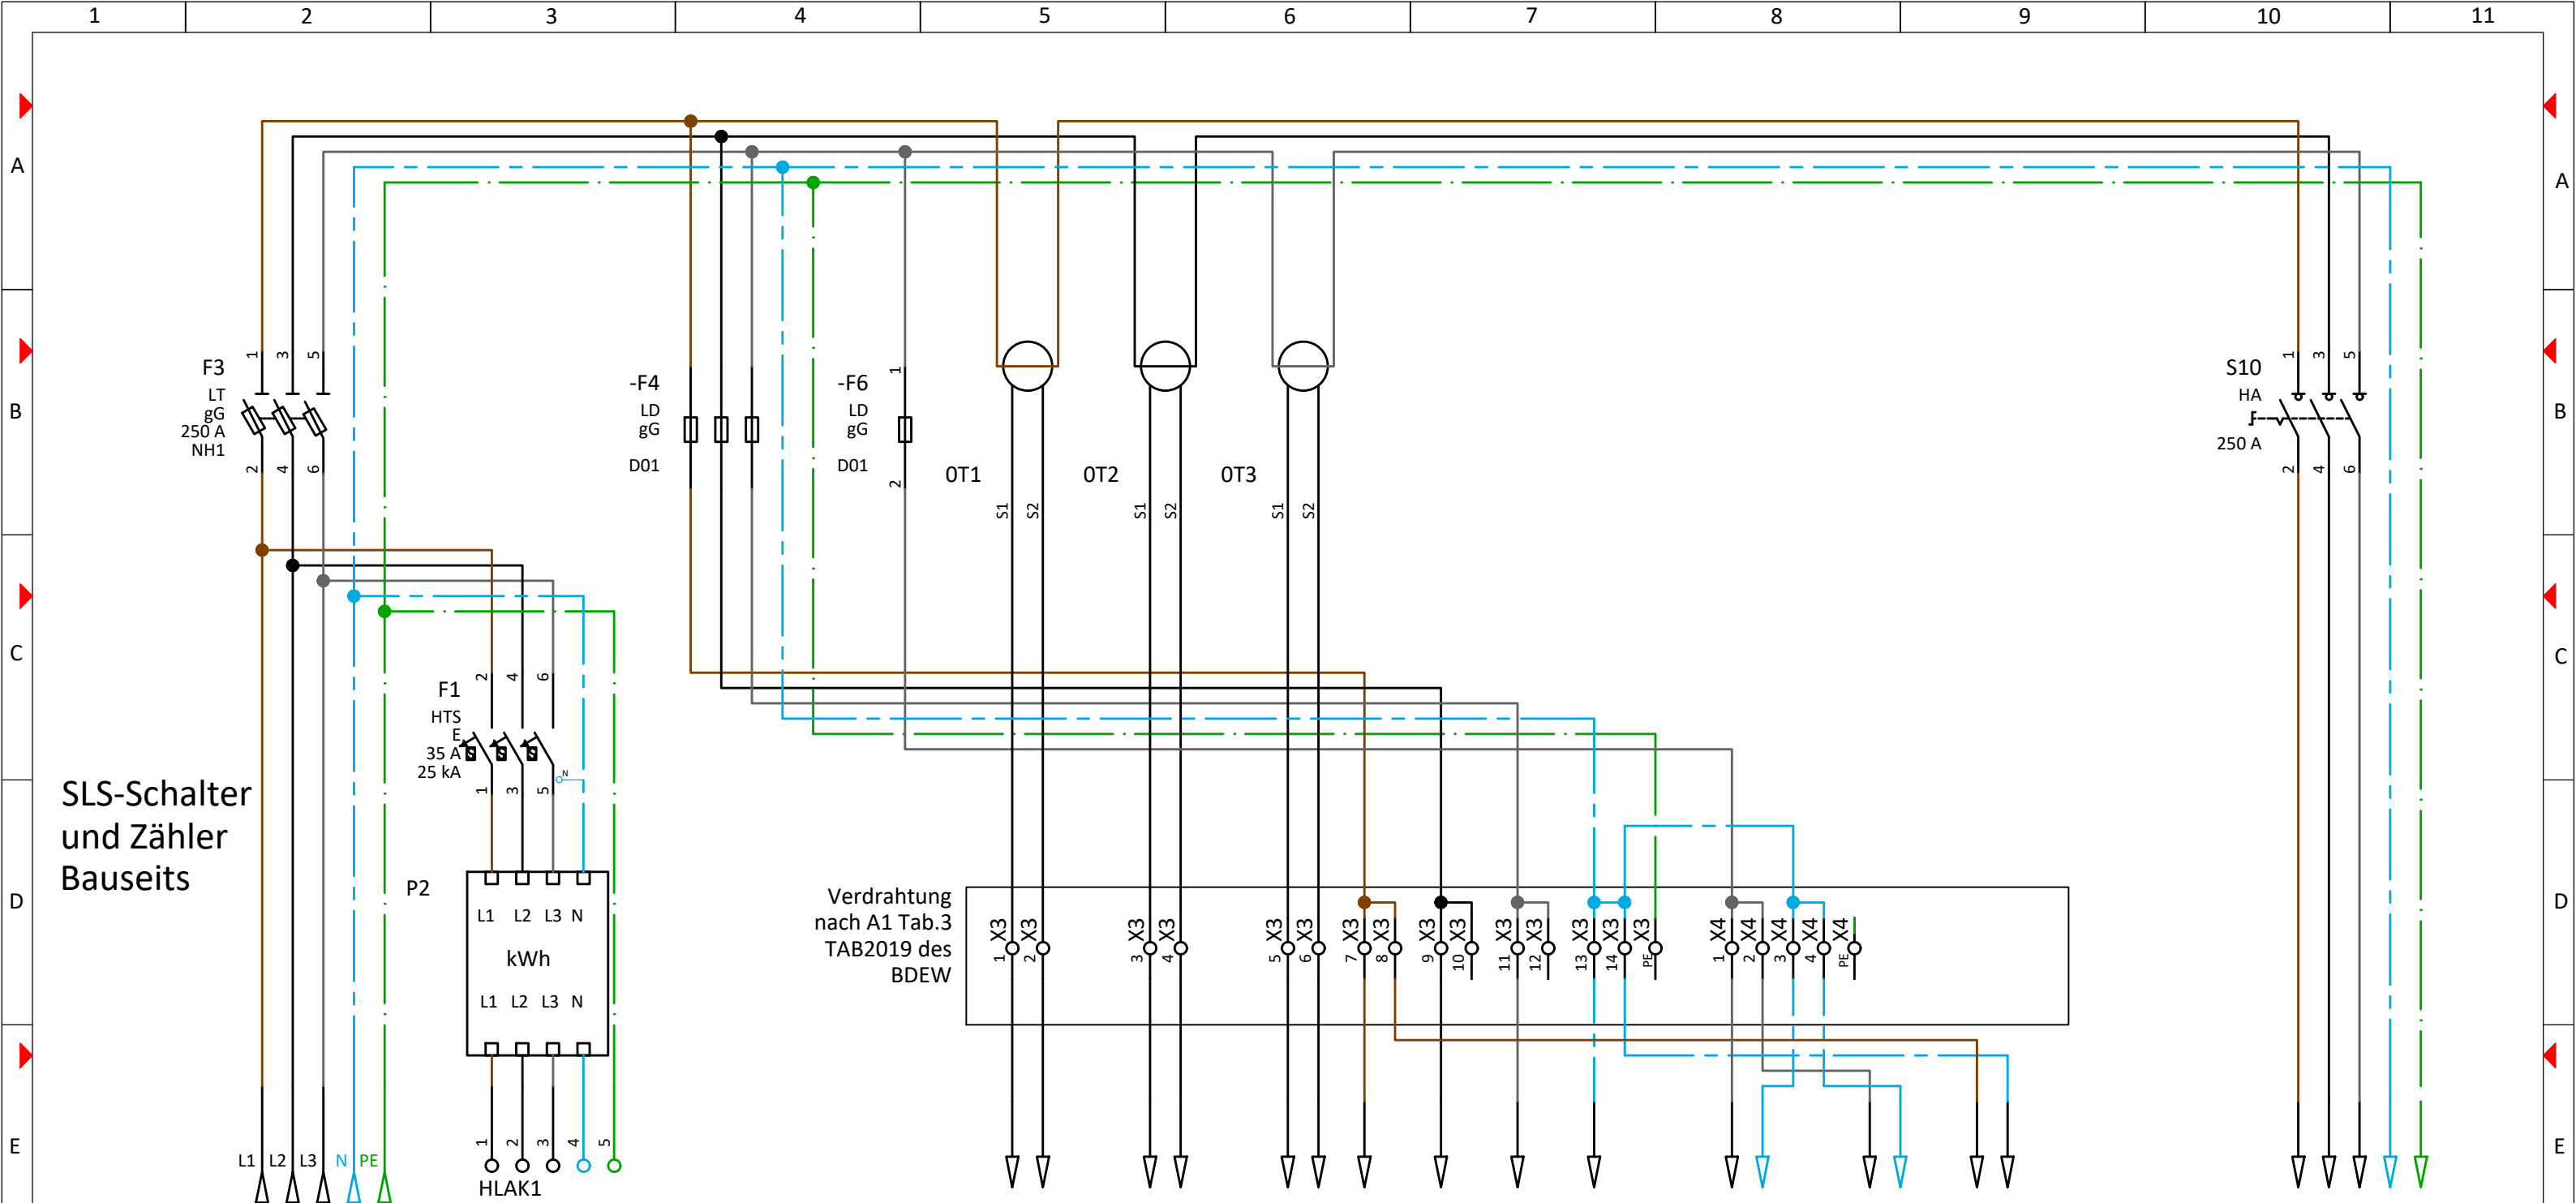 1 2 3 4 5 6 7 8 9 10 11
A A
F3
LT
gG
250 A
NH1
1 3 5
2 4 6
-F4
LD
gG
D01
-F6
LD
gG
D01
1
2
0T1
S1 S2
0T2
S1 S2
0T3
S1 S2
S10
HA
250 A
1 3 5
2 4 6
B B
C C
F1
HTS
E
35 A
25 kA
2 4 6
1 3 5
N
SLS-Schalter
und Zähler
Bauseits
D D
P2
L1 L2 L3 N
kWh
L1 L2 L3 N
Verdrahtung
nach A1 Tab.3
TAB2019 des
BDEW
X3 X3 X3 X3 X3 X3 X3 X3 X3 X3 X3 X3 X3 X3 X3 X4 X4 X4 X4 X4
1 2 3 4 5 6 7 8 9 10 11 12 13 14 PE 1 2 3 4 PE
E E
L1 L2 L3 N PE
1 2 3 4 5
HLAK1